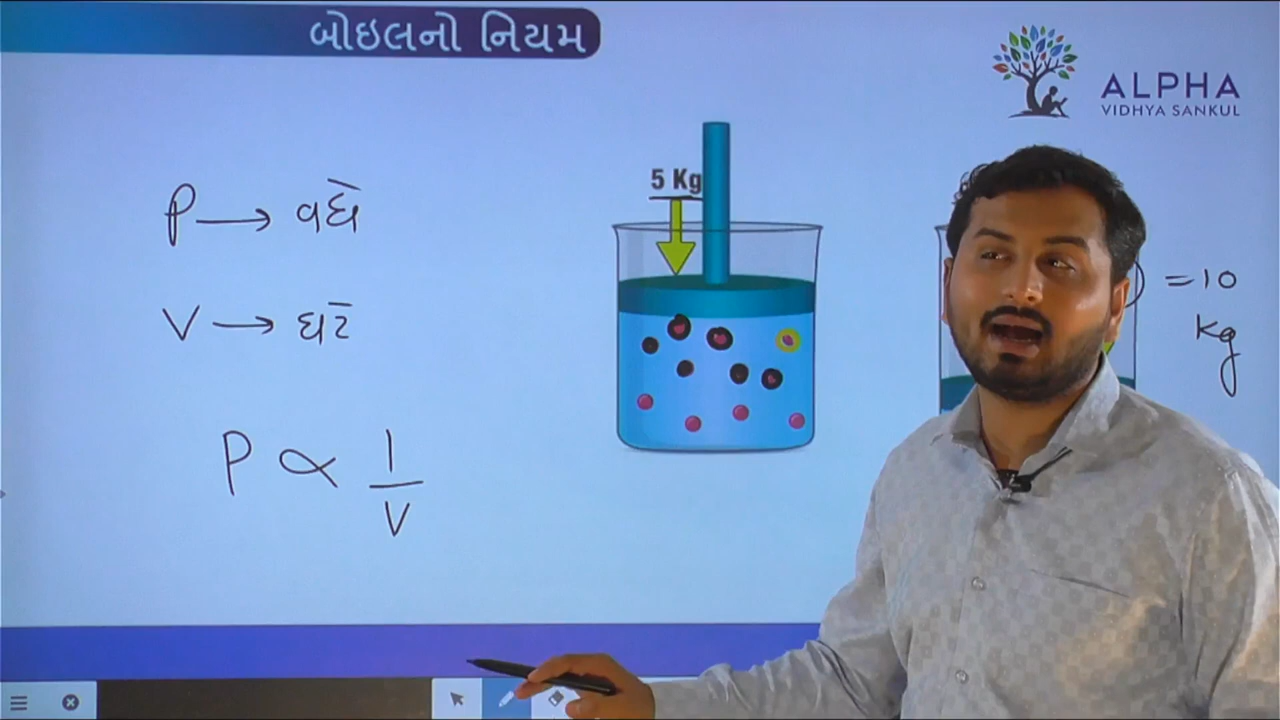 બોઇલનો નિયમ
ALPHA
VIDHYA SANKUL
5 Kg
P → વધે
V → ઘટે
P ∝ 1/V
) = 10
kg